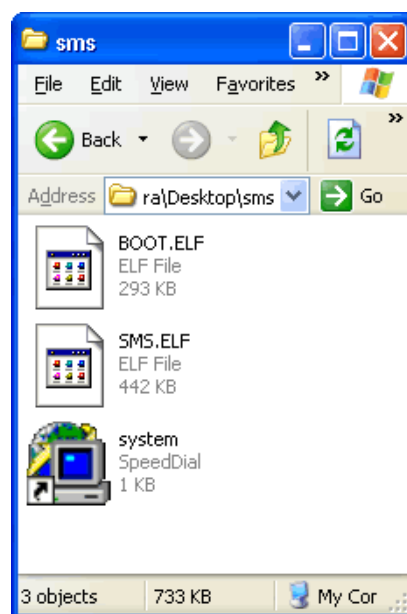 sms
File Edit View Favorites »
Back »
Address ra\Desktop\sms Go
BOOT.ELF
ELF File
293 KB
SMS.ELF
ELF File
442 KB
system
SpeedDial
1 KB
3 objects 733 KB My Cor